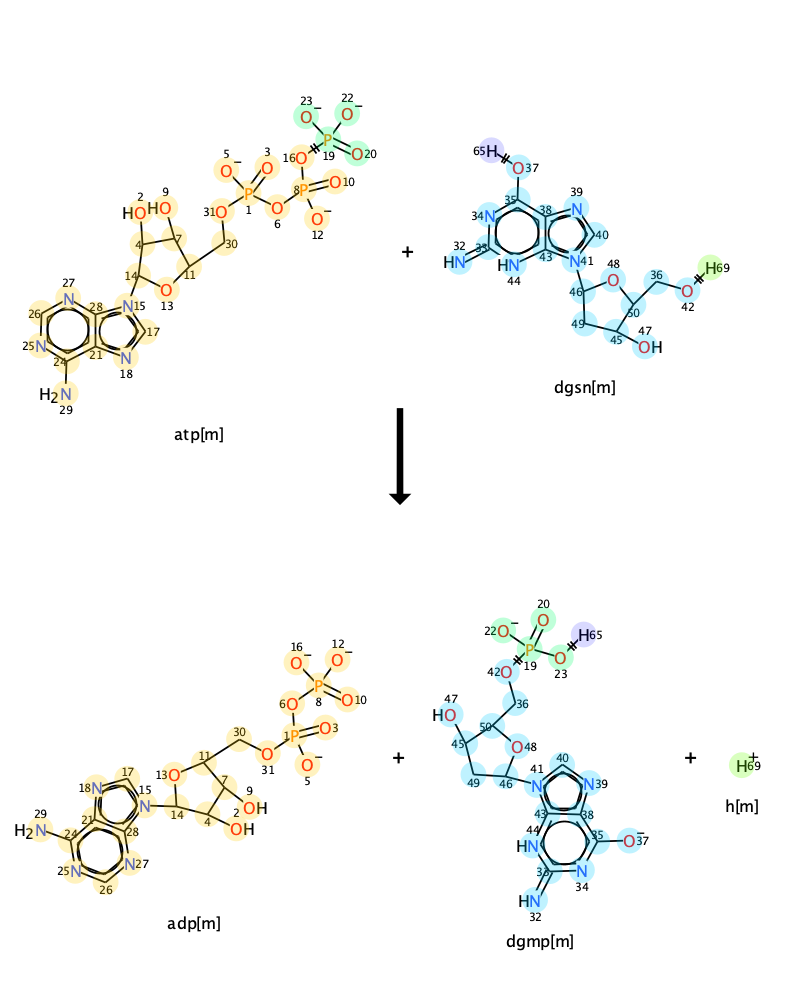 23 22
O⁻ O⁻
5 3 16 P 19 O 20
O⁻ O O
2 9 8 P O 10
HO HO P 1 O 6 O⁻ 12
31 O 30
4 7
14 11
27 O 13
N 28 N 15
26 17
25 N 21 N 18
24
H₂N 29
atp[m]
+
65 H O 37
35 39
34 N 38 N
32 33 40
HN HN 43 N 41
44 48 36 H 69
46 O O 42
50
49 47
45 OH
dgsn[m]
16 12
O⁻ O⁻
6 O P 8 O 10
30 1 P O 3
11 O 31 O⁻ 5
17 13 O
18 N 15 7 9
N OH
29 21 14 4 2
H₂N 24 28 OH
25 N N 27
26
adp[m]
+
20
22 O⁻ O H 65
P 19 O 23
42 O
47 36
HO 50
45 O 48
40
49 46 41 N N 39
43 38
44 35 O⁻ 37
HN
33 N 34
HN 32
dgmp[m]
+
H⁺ 69
h[m]